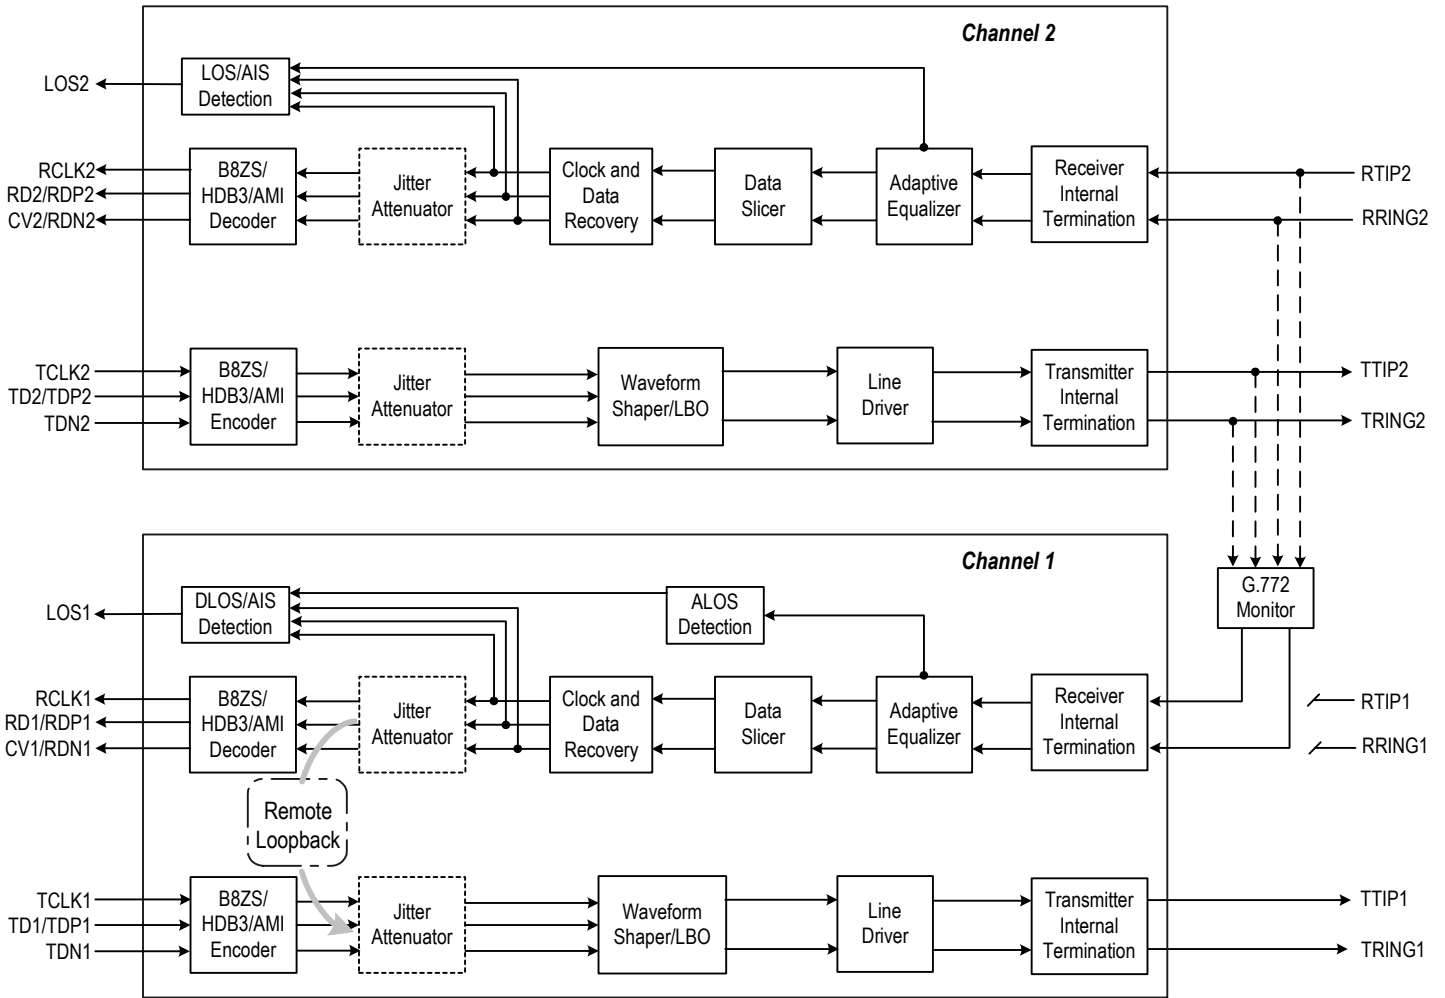 Channel 2
LOS2
LOS/AIS
Detection
RCLK2
RD2/RDP2
CV2/RDN2
B8ZS/
HDB3/AMI
Decoder
Jitter
Attenuator
Clock and
Data
Recovery
Data
Slicer
Adaptive
Equalizer
Receiver
Internal
Termination
RTIP2
RRING2
TCLK2
TD2/TDP2
TDN2
B8ZS/
HDB3/AMI
Encoder
Jitter
Attenuator
Waveform
Shaper/LBO
Line
Driver
Transmitter
Internal
Termination
TTIP2
TRING2
Channel 1
G.772
Monitor
LOS1
DLOS/AIS
Detection
ALOS
Detection
RCLK1
RD1/RDP1
CV1/RDN1
B8ZS/
HDB3/AMI
Decoder
Jitter
Attenuator
Clock and
Data
Recovery
Data
Slicer
Adaptive
Equalizer
Receiver
Internal
Termination
RTIP1
RRING1
Remote
Loopback
TCLK1
TD1/TDP1
TDN1
B8ZS/
HDB3/AMI
Encoder
Jitter
Attenuator
Waveform
Shaper/LBO
Line
Driver
Transmitter
Internal
Termination
TTIP1
TRING1